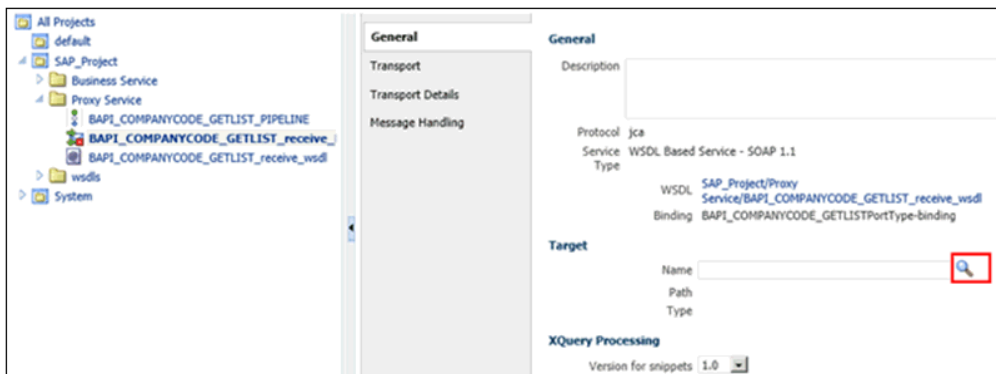 All Projects
default
SAP_Project
Business Service
Proxy Service
BAPI_COMPANYCODE_GETLIST_PIPELINE
BAPI_COMPANYCODE_GETLIST_receive_
BAPI_COMPANYCODE_GETLIST_receive_wsdl
wsdls
System
General
Transport
Transport Details
Message Handling
General
Description
Protocol jca
Service Type WSDL Based Service - SOAP 1.1
WSDL SAP_Project/Proxy
Service/BAPI_COMPANYCODE_GETLIST_receive_wsdl
Binding BAPI_COMPANYCODE_GETLISTPortType-binding
Target
Name
Path
Type
XQuery Processing
Version for snippets 1.0